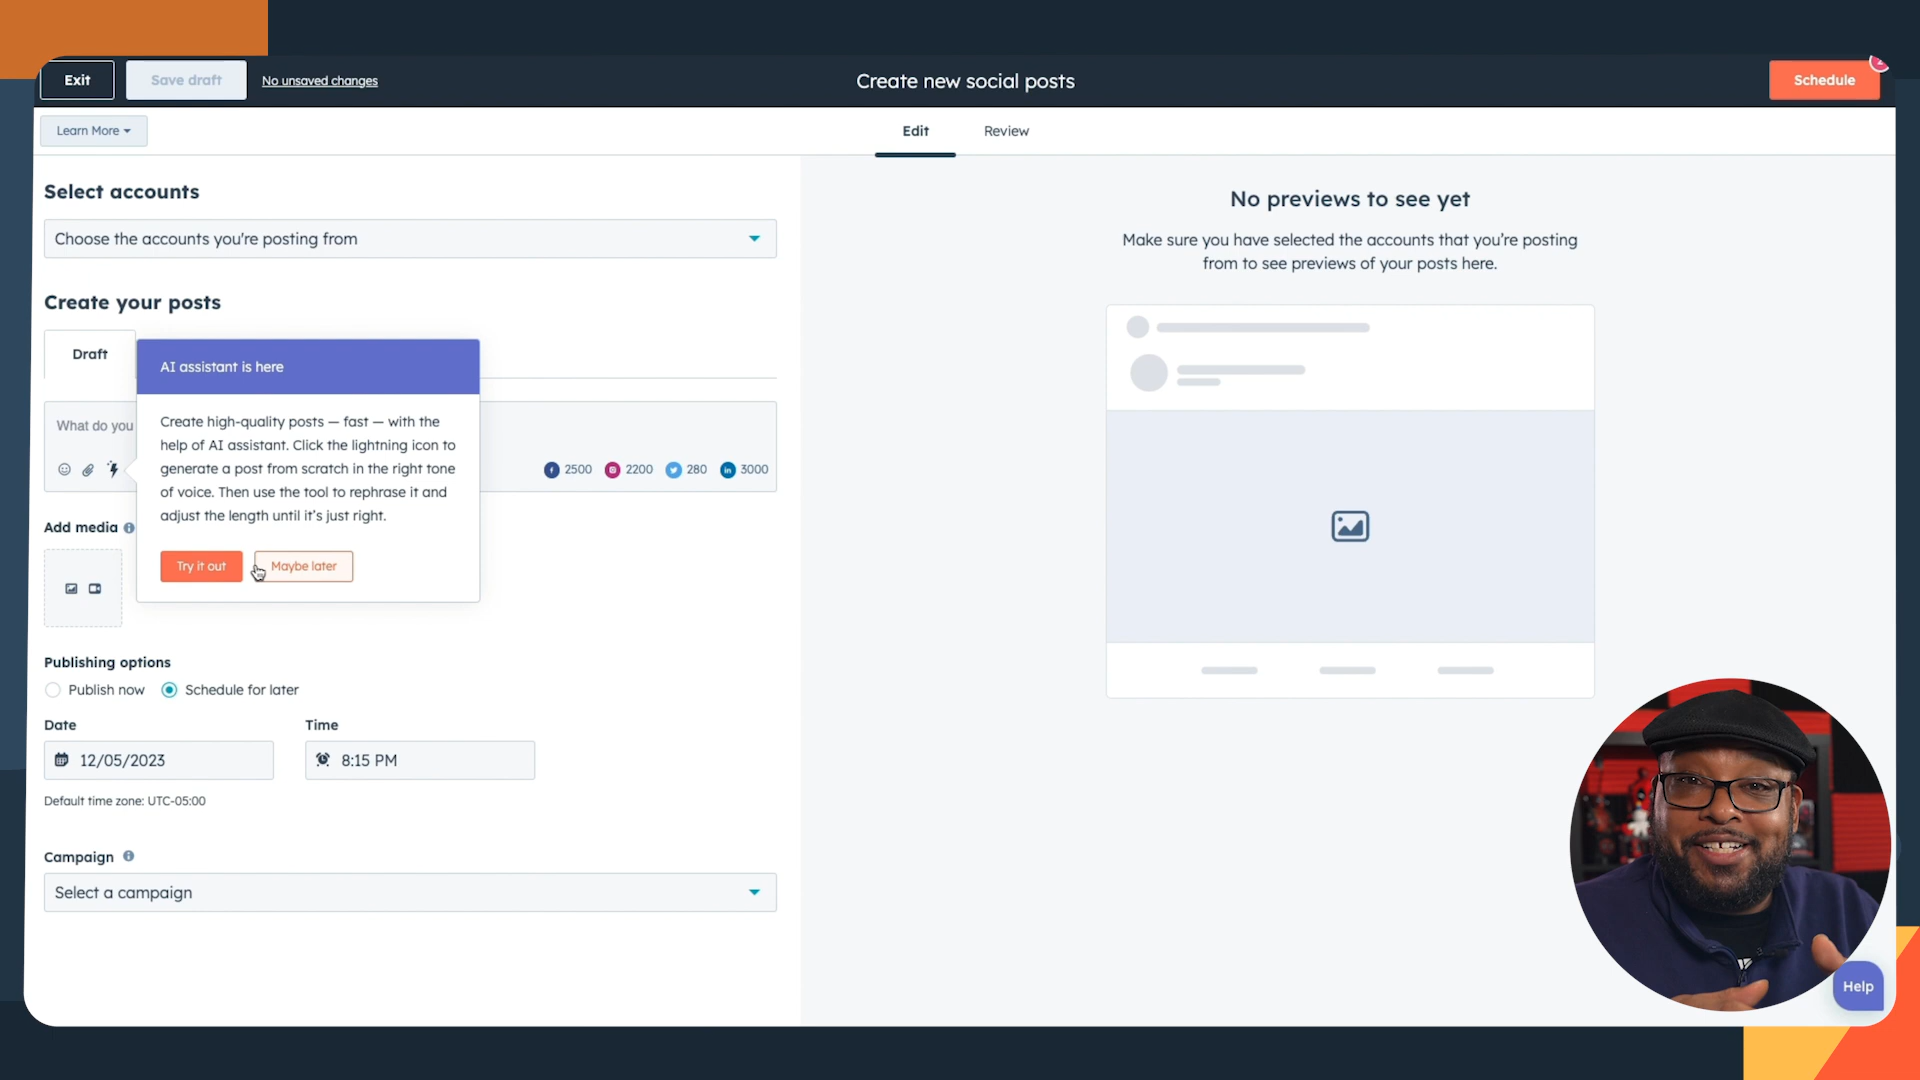 Exit
Save draft
No unsaved changes
Create new social posts
Schedule
Learn More
Edit
Review
Select accounts
Choose the accounts you're posting from
Create your posts
Draft
AI assistant is here
What do you
Create high-quality posts — fast — with the
help of AI assistant. Click the lightning icon to
generate a post from scratch in the right tone
of voice. Then use the tool to rephrase it and
adjust the length until it's just right.
Try it out
Maybe later
2500
2200
280
3000
Add media
Publishing options
Publish now
Schedule for later
Date
Time
12/05/2023
8:15 PM
Default time zone: UTC-05:00
Campaign
Select a campaign
No previews to see yet
Make sure you have selected the accounts that you're posting
from to see previews of your posts here.
Help